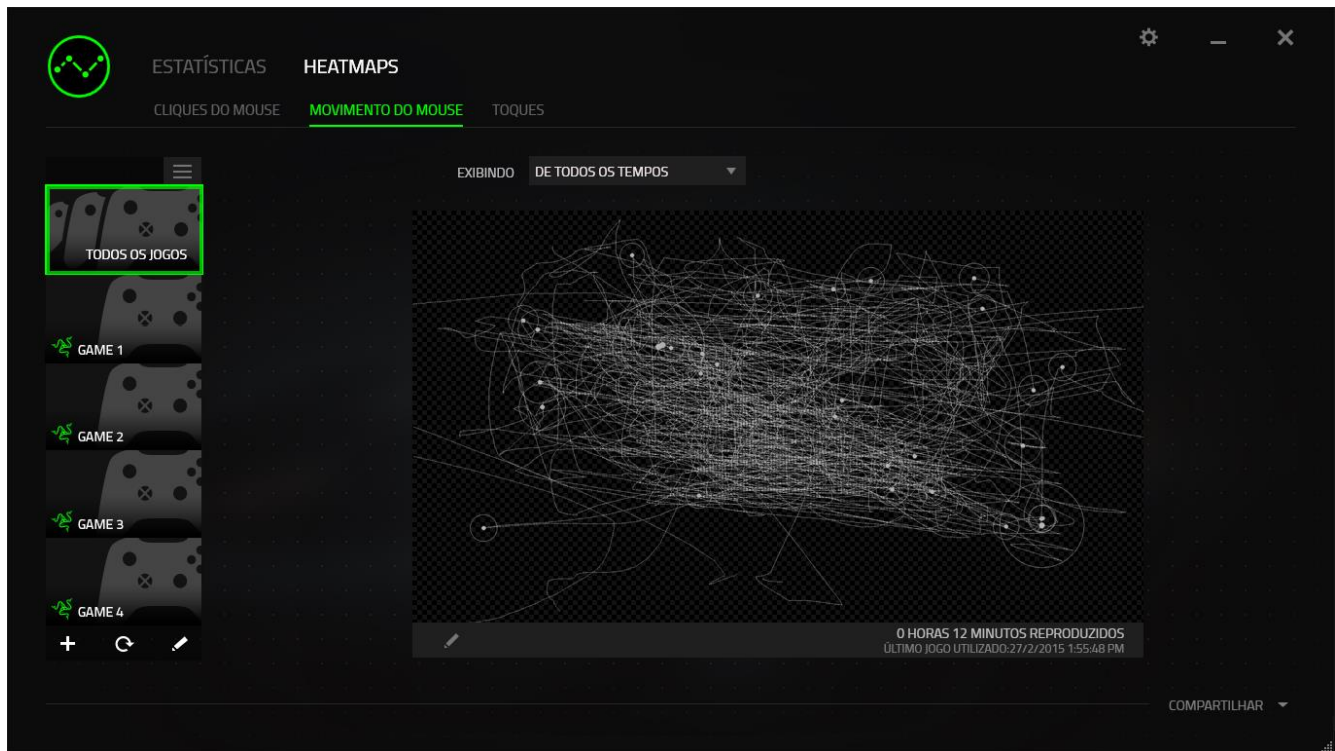 ESTATÍSTICAS HEATMAPS
CLIQUES DO MOUSE MOVIMENTO DO MOUSE TOQUES
EXIBINDO DE TODOS OS TEMPOS
TODOS OS JOGOS
GAME 1
GAME 2
GAME 3
GAME 4
0 HORAS 12 MINUTOS REPRODUZIDOS
ÚLTIMO JOGO UTILIZADO:27/2/2015 1:55:48 PM
COMPARTILHAR